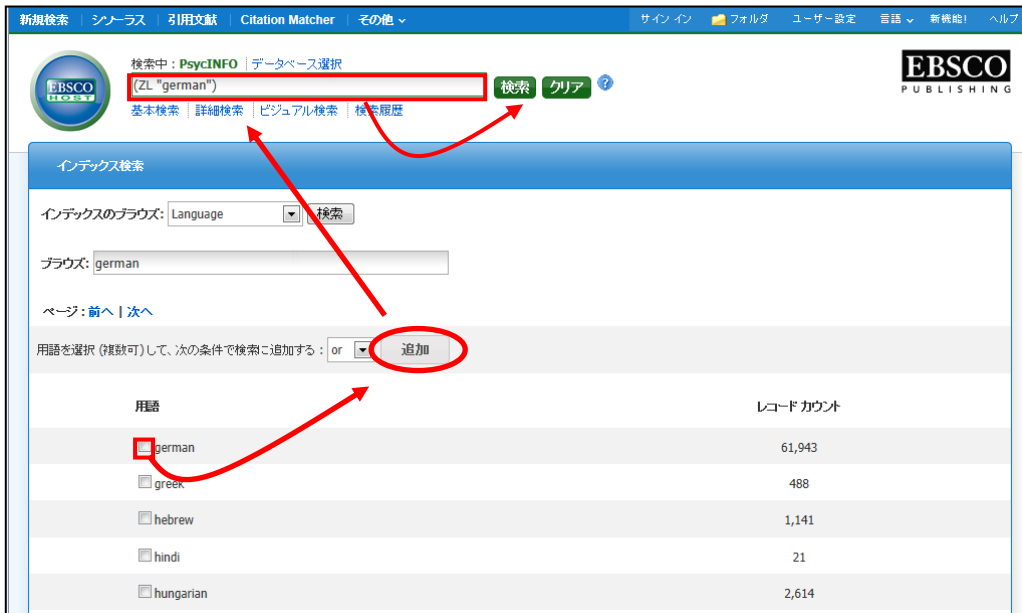 新規検索 シソーラス 引用文献 Citation Matcher その他 サイン イン フォルダ ユーザー設定 言語 新機能! ヘルプ
検索中：PsycINFO データベース選択
(ZL "german") 検索 クリア ?
基本検索 詳細検索 ビジュアル検索 検索履歴
EBSCO HOST
EBSCO
PUBLISHING
インデックス検索
インデックスのブラウズ: Language 検索
ブラウズ: german
ページ：前へ | 次へ
用語を選択 (複数可)して、次の条件で検索に追加する： or 追加
用語 レコード カウント
german 61,943
greek 488
hebrew 1,141
hindi 21
hungarian 2,614